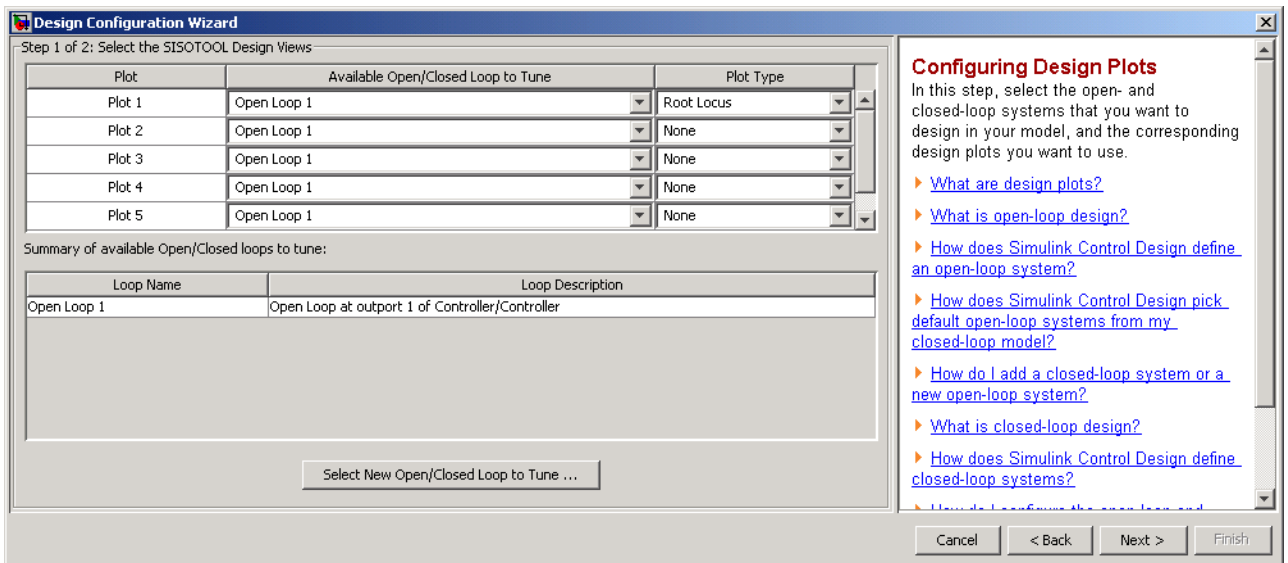 Design Configuration Wizard
Step 1 of 2: Select the SISOTOOL Design Views
Plot Available Open/Closed Loop to Tune Plot Type
Plot 1 Open Loop 1 Root Locus
Plot 2 Open Loop 1 None
Plot 3 Open Loop 1 None
Plot 4 Open Loop 1 None
Plot 5 Open Loop 1 None
Summary of available Open/Closed loops to tune:
Loop Name Loop Description
Open Loop 1 Open Loop at outport 1 of Controller/Controller
Select New Open/Closed Loop to Tune ...
Configuring Design Plots
In this step, select the open- and
closed-loop systems that you want to
design in your model, and the corresponding
design plots you want to use.
What are design plots?
What is open-loop design?
How does Simulink Control Design define
an open-loop system?
How does Simulink Control Design pick
default open-loop systems from my
closed-loop model?
How do I add a closed-loop system or a
new open-loop system?
What is closed-loop design?
How does Simulink Control Design define
closed-loop systems?
How do I configure the open-loop and
Cancel < Back Next > Finish